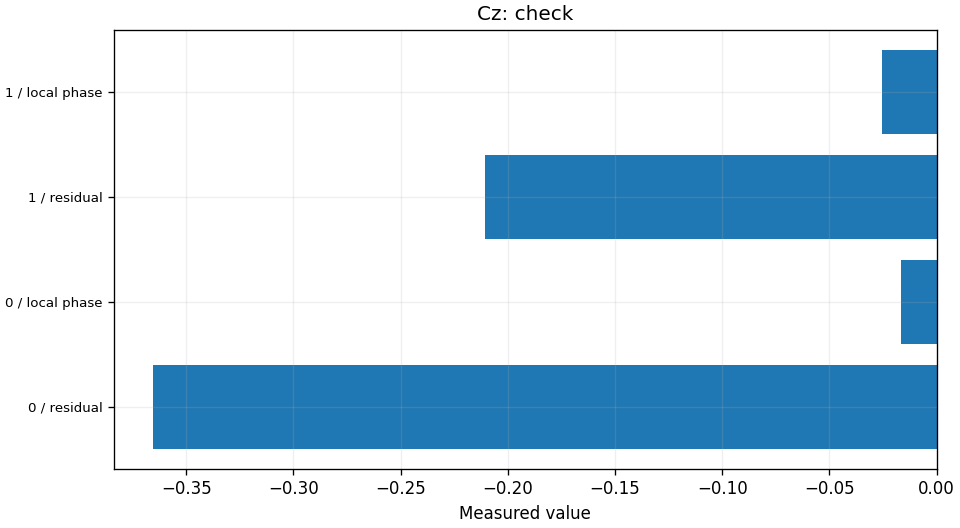 Cz: check
1 / local phase
1 / residual
0 / local phase
0 / residual
−0.35 −0.30 −0.25 −0.20 −0.15 −0.10 −0.05 0.00
Measured value